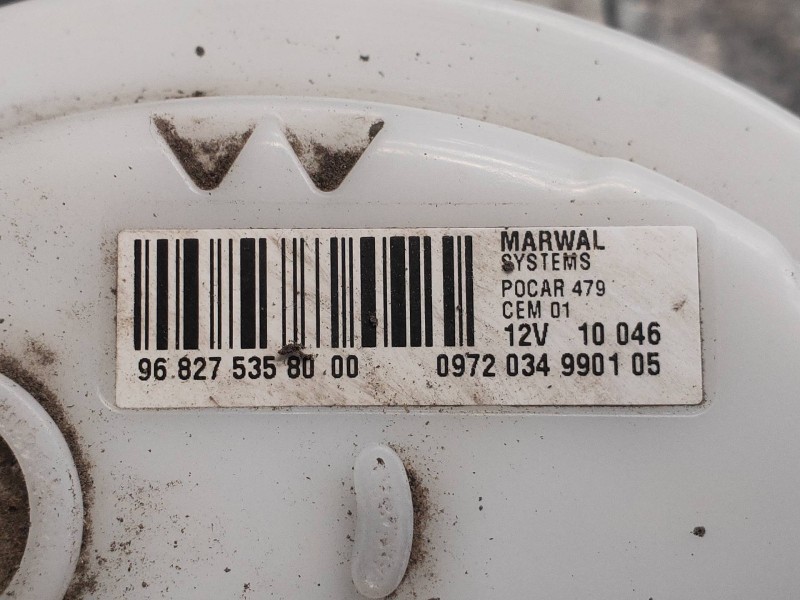 MARWAL
SYSTEMS
POCAR 479
CEM 01
12V 10 046
96 827 535 80 00 0972 034 9901 05